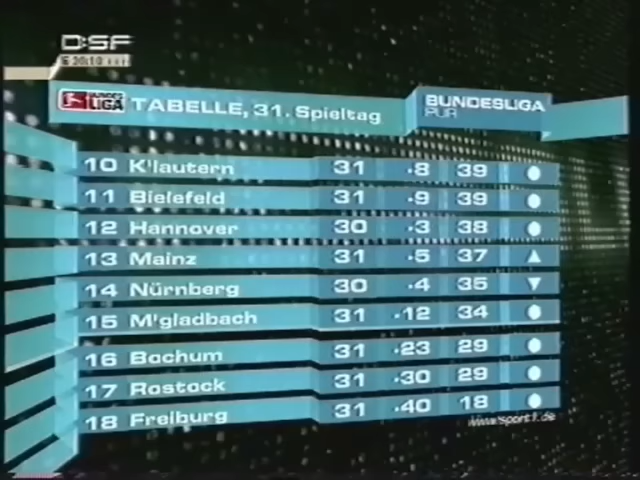 DSF
BUNDES LIGA TABELLE, 31. Spieltag
BUNDESLIGA
PUR
10 K'lautern 31 -8 39
11 Bielefeld 31 -9 39
12 Hannover 30 -3 38
13 Mainz 31 -5 37 ▲
14 Nürnberg 30 -4 35 ▼
15 M'gladbach 31 -12 34
16 Bochum 31 -23 29
17 Rostock 31 -30 29
18 Freiburg 31 -40 18
www.sport1.de